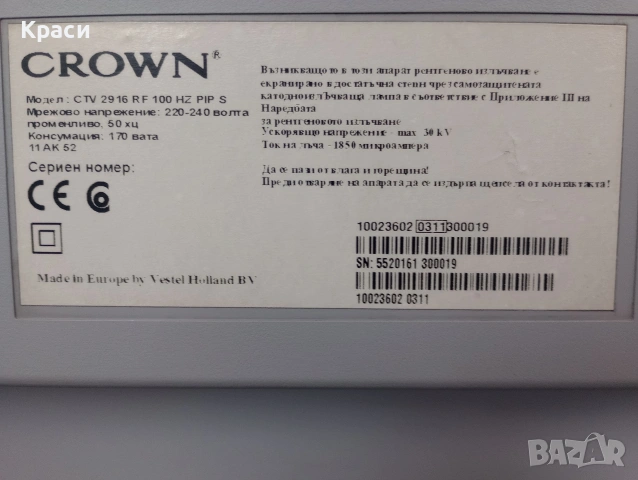 Краси
CROWN®
Модел : CTV 2916 RF 100 HZ PIP S
Мрежово напрежение: 220-240 волта
променливо, 50 хц
Консумация: 170 вата
11 AK 52
Сериен номер:
CE
Възникващото в този апарат рентгеново излъчване е
екранирано в достатъчна степн чрез самозащитената
катодноизлъчваща лампа в съответствие с Приложение III на
Наредбата
за рентгеновото излъчване
Ускоряващо напрежение max 30 kV
Ток на лъча ~1850 микроампера
Да се пази от влага и горещина!
Преди отваряне на апарата да се издърпа щепсела от контакта!
10023602 0311 300019
SN: 5520161 300019
10023602 0311
Made in Europe by Vestel Holland BV
BAZAR